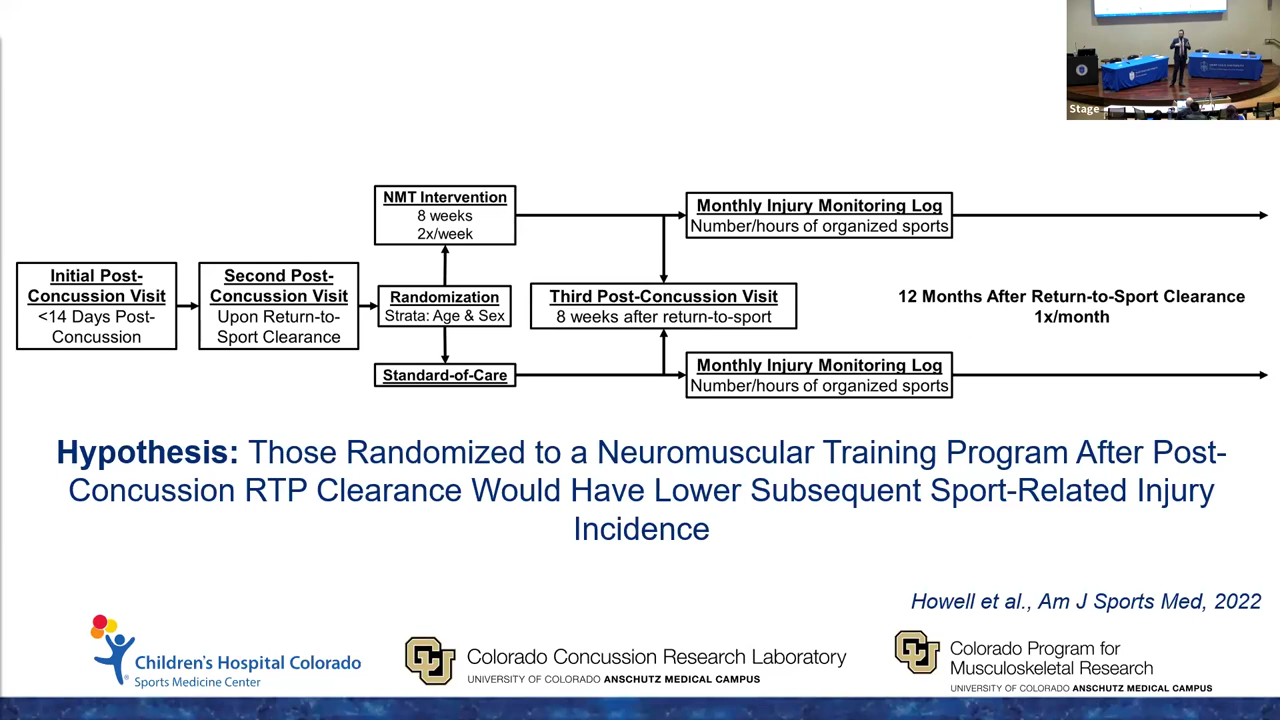 Stage
NMT Intervention
8 weeks
2x/week
Monthly Injury Monitoring Log
Number/hours of organized sports
Initial Post-
Concussion Visit
<14 Days Post-
Concussion
Second Post-
Concussion Visit
Upon Return-to-
Sport Clearance
Randomization
Strata: Age & Sex
Third Post-Concussion Visit
8 weeks after return-to-sport
12 Months After Return-to-Sport Clearance
1x/month
Standard-of-Care
Monthly Injury Monitoring Log
Number/hours of organized sports
Hypothesis: Those Randomized to a Neuromuscular Training Program After Post-
Concussion RTP Clearance Would Have Lower Subsequent Sport-Related Injury
Incidence
Howell et al., Am J Sports Med, 2022
Children's Hospital Colorado
Sports Medicine Center
CU
Colorado Concussion Research Laboratory
UNIVERSITY OF COLORADO ANSCHUTZ MEDICAL CAMPUS
CU
Colorado Program for
Musculoskeletal Research
UNIVERSITY OF COLORADO ANSCHUTZ MEDICAL CAMPUS